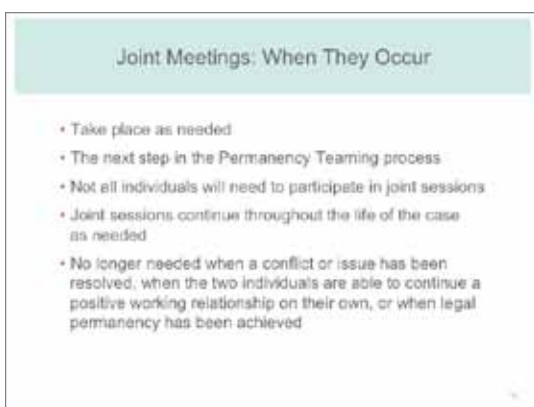 Joint Meetings: When They Occur
• Take place as needed
• The next step in the Permanency Teaming process
• Not all individuals will need to participate in joint sessions
• Joint sessions continue throughout the life of the case
as needed
• No longer needed when a conflict or issue has been
resolved, when the two individuals are able to continue a
positive working relationship on their own, or when legal
permanency has been achieved